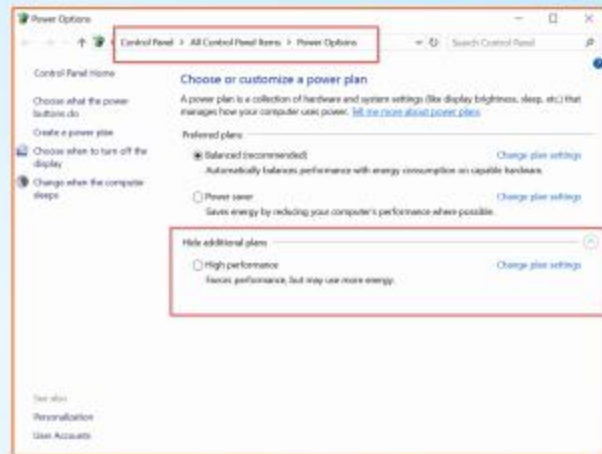 Power Options
Control Panel > All Control Panel Items > Power Options
Search Control Panel
Control Panel Home
Choose what the power
buttons do
Create a power plan
Choose when to turn off the
display
Change when the computer
sleeps
Choose or customize a power plan
A power plan is a collection of hardware and system settings (like display brightness, sleep, etc.) that
manages how your computer uses power. Tell me more about power plans
Preferred plans
Balanced (recommended) Change plan settings
Automatically balances performance with energy consumption on capable hardware.
Power saver Change plan settings
Saves energy by reducing your computer's performance where possible.
Hide additional plans
High performance Change plan settings
Favors performance, but may use more energy.
See also
Personalization
User Accounts